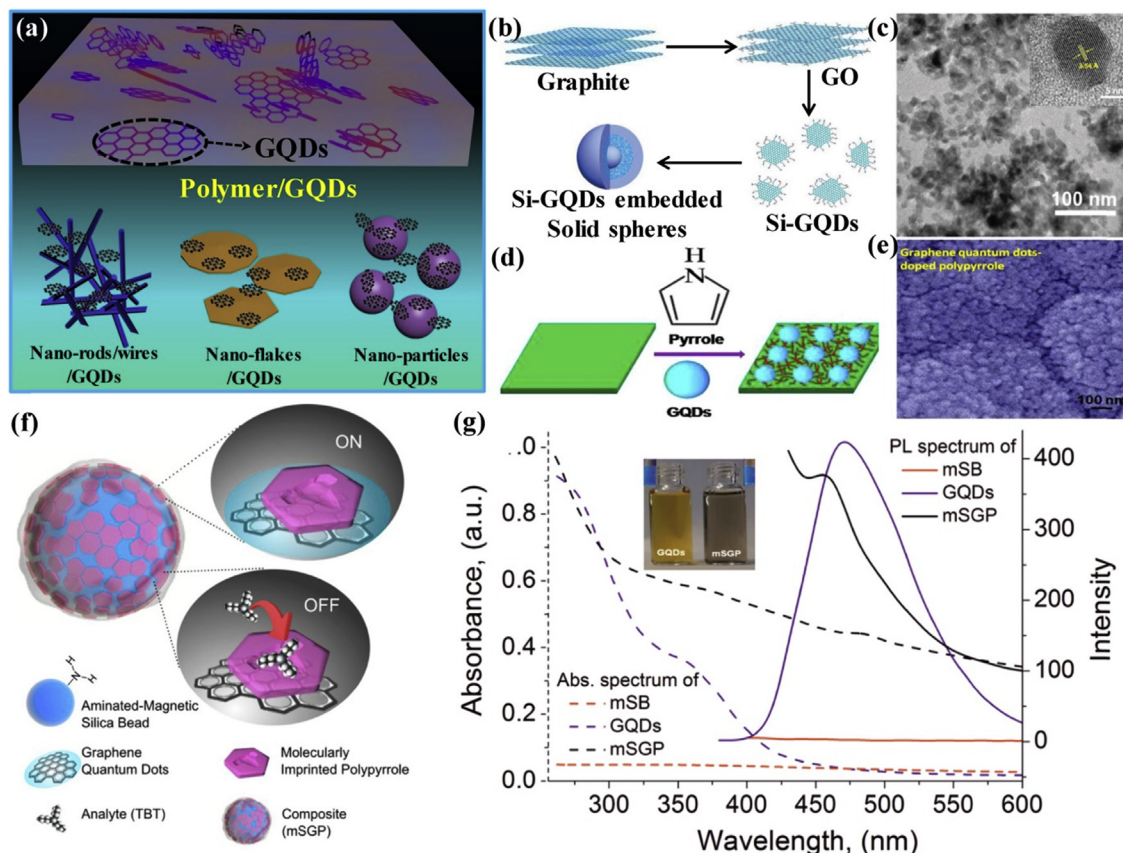 (a)
GQDs
Polymer/GQDs
Nano-rods/wires
/GQDs
Nano-flakes
/GQDs
Nano-particles
/GQDs
(b)
Graphite
GO
Si-GQDs embedded
Solid spheres
Si-GQDs
(c)
5 nm
100 nm
(d)
H
N
Pyrrole
GQDs
(e)
Graphene quantum dots-
doped polypyrrole
100 nm
(f)
ON
OFF
H
N
H
Aminated-Magnetic
Silica Bead
Graphene
Quantum Dots
Molecularly
Imprinted Polypyrrole
Analyte (TBT)
Composite
(mSGP)
(g)
.0
0.8
0.6
0.4
0.2
0.0
Absorbance, (a.u.)
GQDs
mSGP
PL spectrum of
mSB
GQDs
mSGP
Abs. spectrum of
mSB
GQDs
mSGP
400
300
200
100
0
Intensity
250
300
350
400
450
500
550
600
Wavelength, (nm)